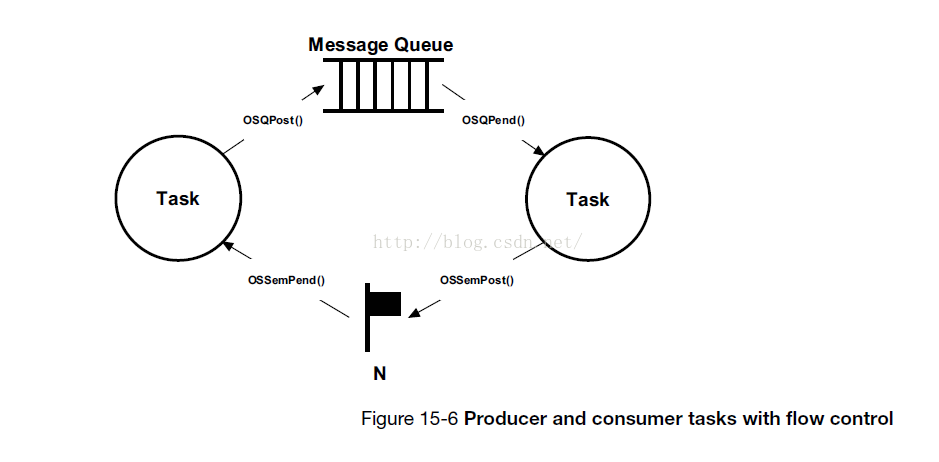 Message Queue
OSQPost()
OSQPend()
Task
Task
http://blog.csdn.net/
OSSemPend()
OSSemPost()
N
Figure 15-6 Producer and consumer tasks with flow control